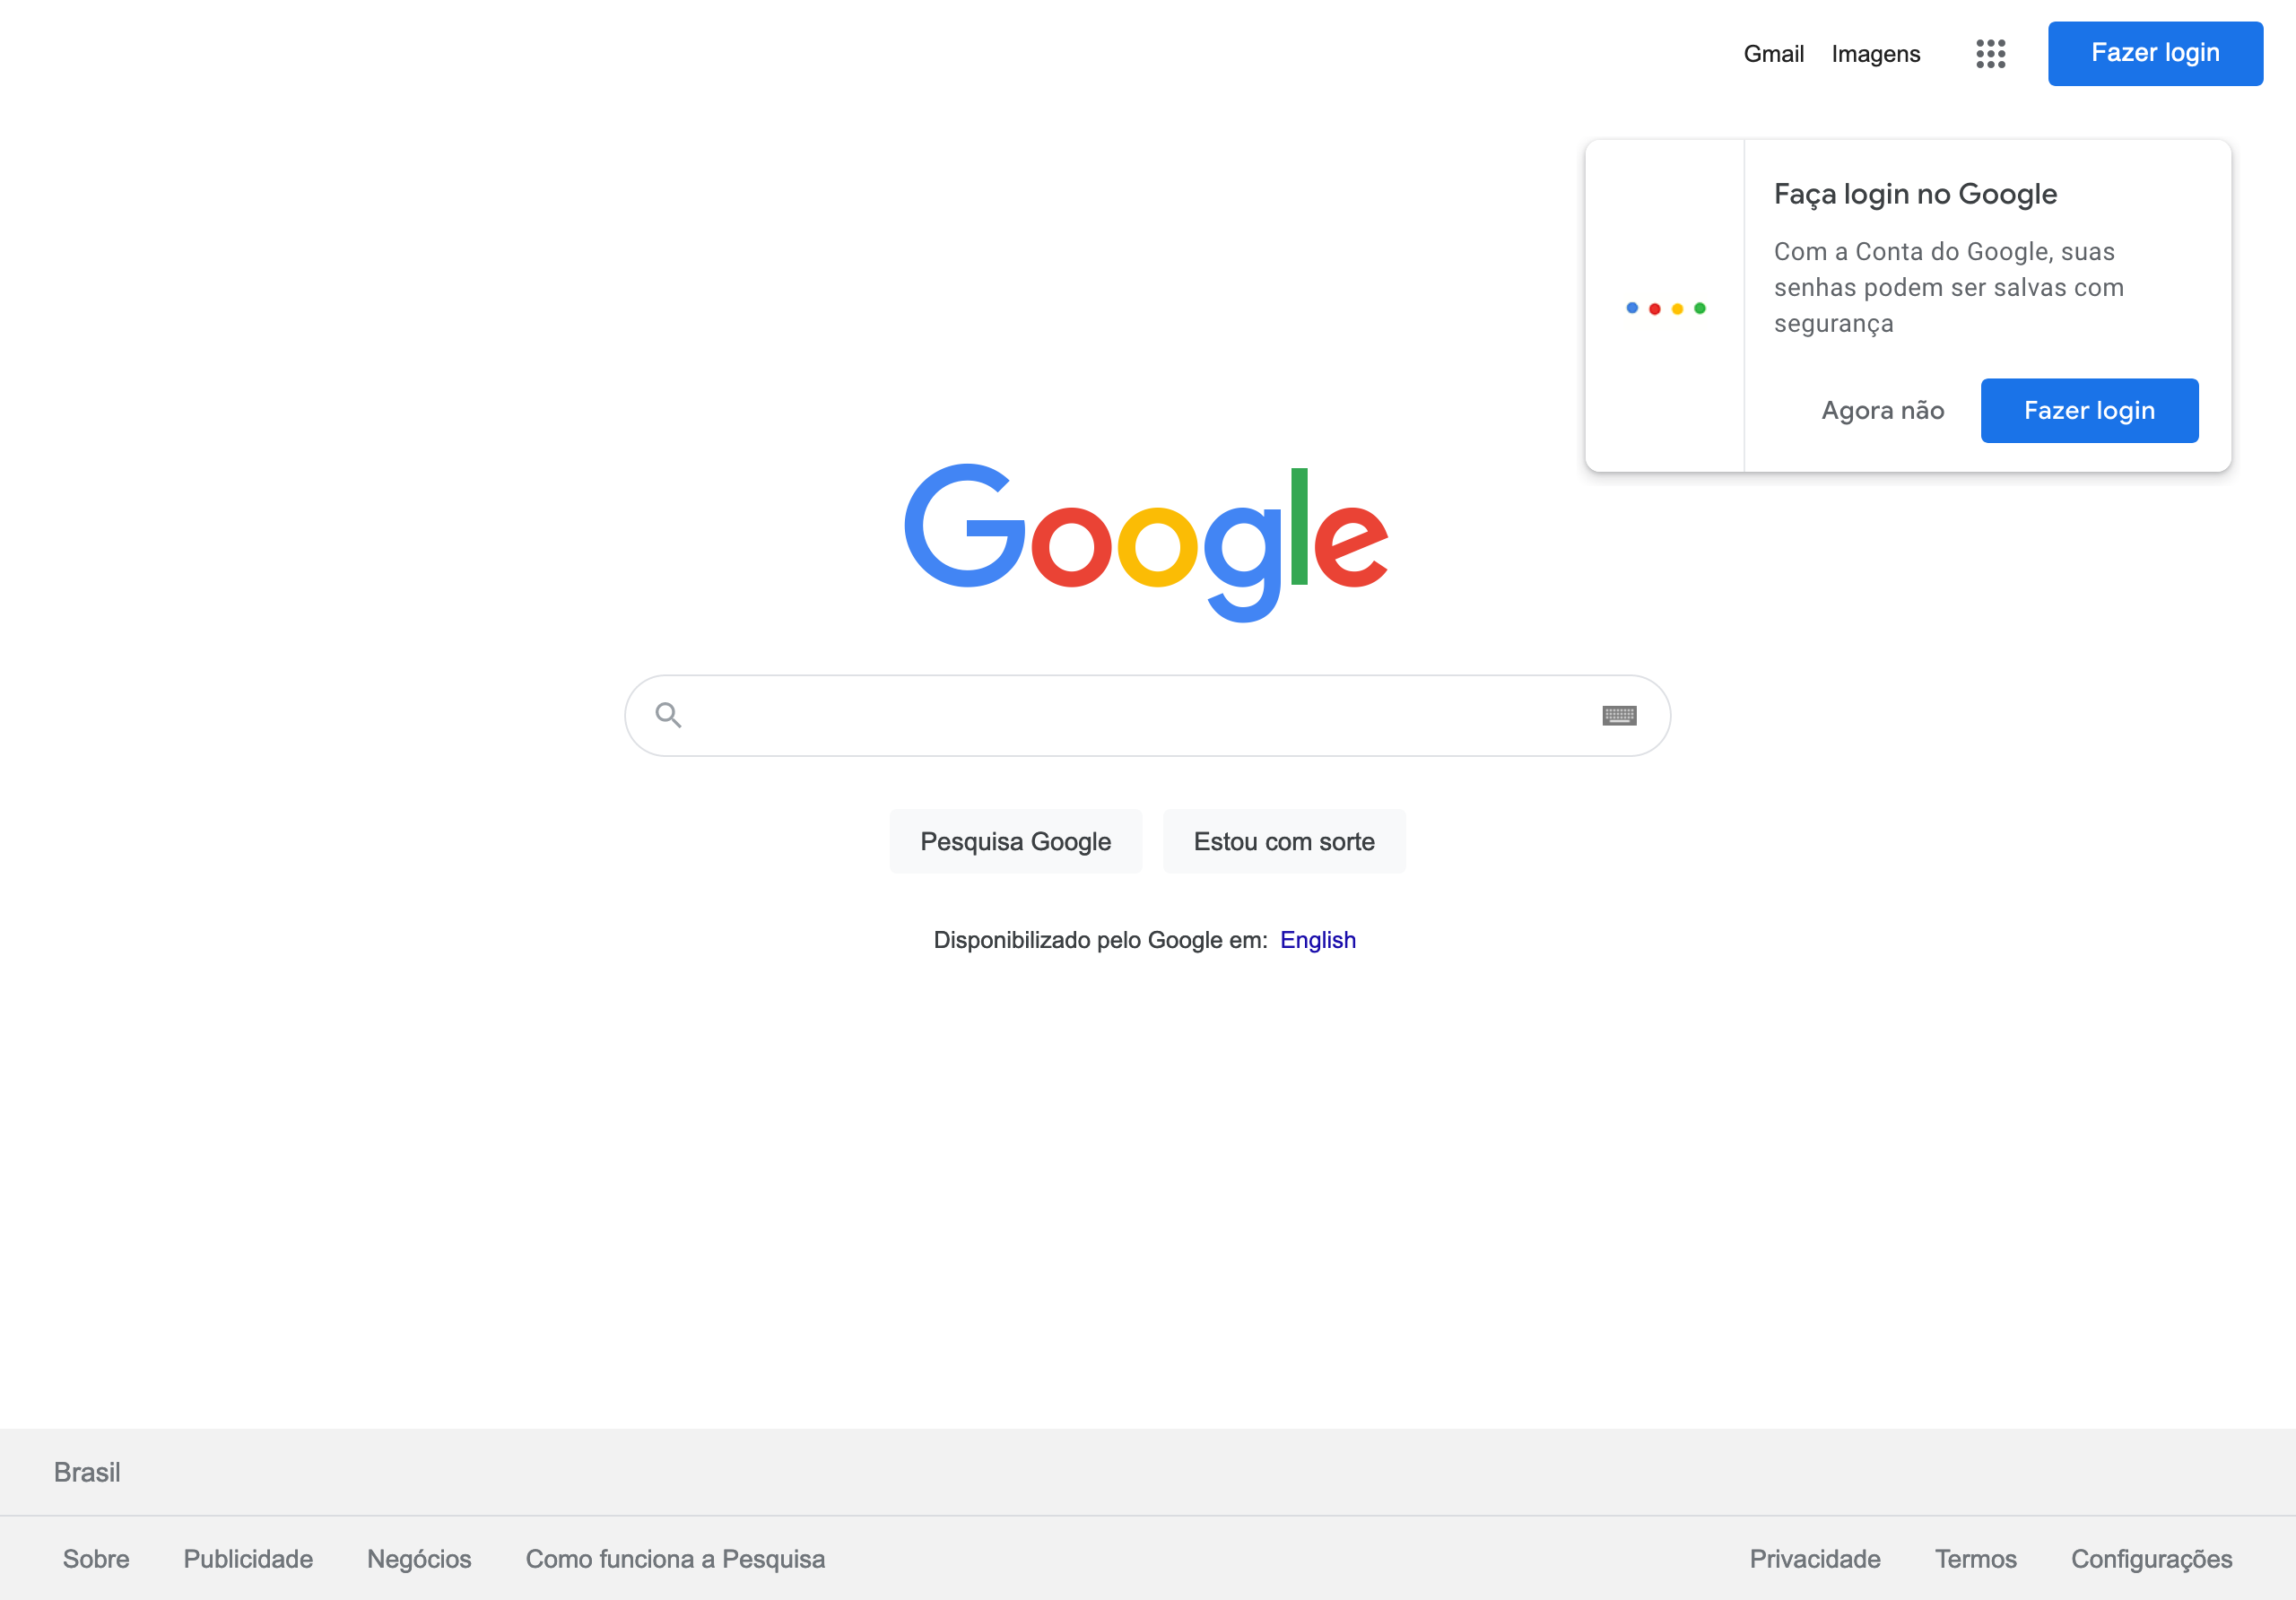 Gmail Imagens Fazer login
Faça login no Google
Com a Conta do Google, suas
senhas podem ser salvas com
segurança
Agora não Fazer login
Google
Pesquisa Google Estou com sorte
Disponibilizado pelo Google em: English
Brasil
Sobre Publicidade Negócios Como funciona a Pesquisa Privacidade Termos Configurações